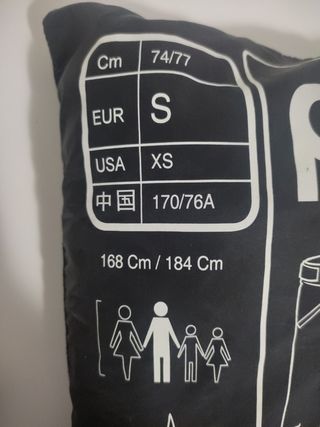 Cm 74/77
EUR S
USA XS
中国 170/76A
168 Cm / 184 Cm